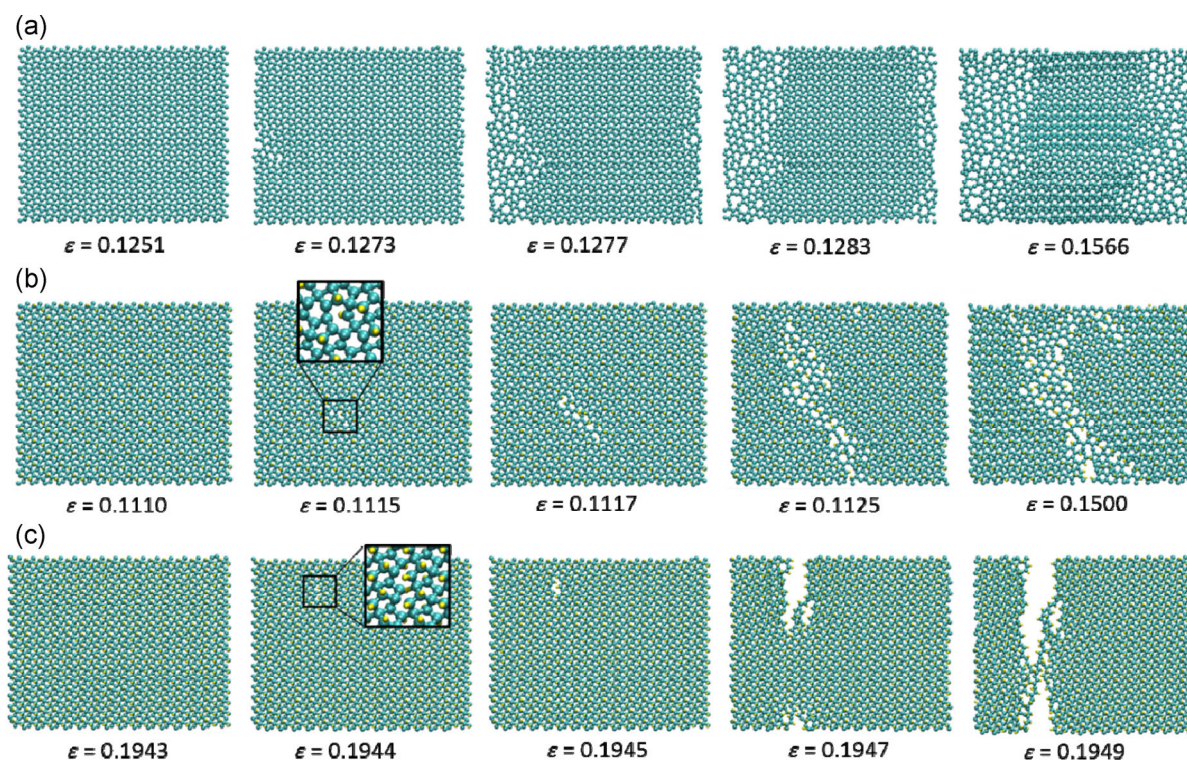 (a)
ε = 0.1251 ε = 0.1273 ε = 0.1277 ε = 0.1283 ε = 0.1566
(b)
ε = 0.1110 ε = 0.1115 ε = 0.1117 ε = 0.1125 ε = 0.1500
(c)
ε = 0.1943 ε = 0.1944 ε = 0.1945 ε = 0.1947 ε = 0.1949